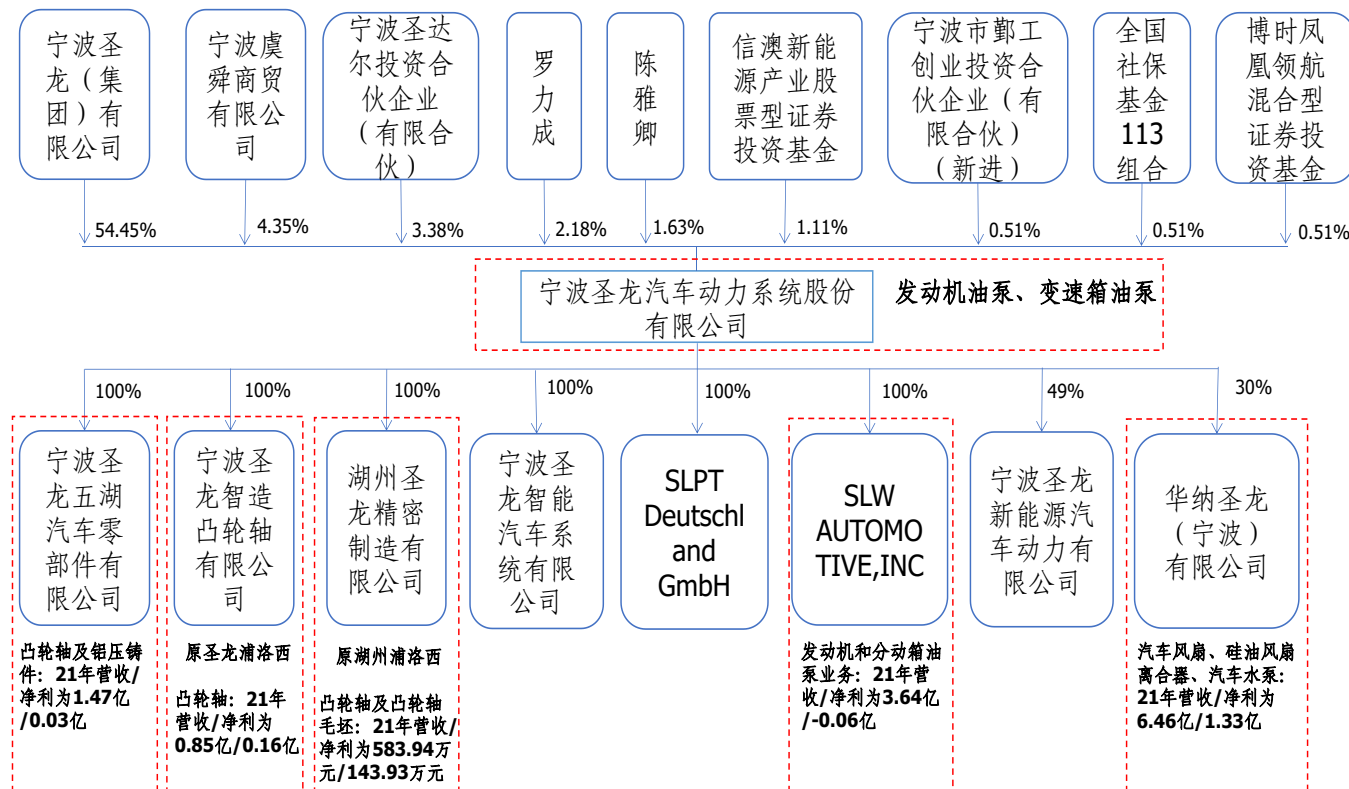 宁波圣
龙（集
团）有
限公司
宁波虞
舜商贸
有限公
司
宁波圣达
尔投资合
伙企业
（有限合
伙）
罗
力
成
陈
雅
卿
信澳新能
源产业股
票型证券
投资基金
宁波市鄞工
创业投资合
伙企业（有
限合伙）
（新进）
全国
社保
基金
113
组合
博时凤
凰领航
混合型
证券投
资基金
54.45%
4.35%
3.38%
2.18%
1.63%
1.11%
0.51%
0.51%
0.51%
宁波圣龙汽车动力系统股份
有限公司
发动机油泵、变速箱油泵
100%
100%
100%
100%
100%
100%
49%
30%
宁波圣
龙五湖
汽车零
部件有
限公司
宁波圣
龙智造
凸轮轴
有限公
司
湖州圣
龙精密
制造有
限公司
宁波圣
龙智能
汽车系
统有限
公司
SLPT
Deutschl
and
GmbH
SLW
AUTOMO
TIVE,INC
宁波圣龙
新能源汽
车动力有
限公司
华纳圣龙
（宁波）
有限公司
凸轮轴及铝压铸
件：21年营收/
净利为1.47亿
/0.03亿
原圣龙浦洛西
凸轮轴：21年
营收/净利为
0.85亿/0.16亿
原湖州浦洛西
凸轮轴及凸轮轴
毛坯：21年营收/
净利为583.94万
元/143.93万元
发动机和分动箱油
泵业务：21年营
收/净利为3.64亿
/-0.06亿
汽车风扇、硅油风扇
离合器、汽车水泵：
21年营收/净利为
6.46亿/1.33亿